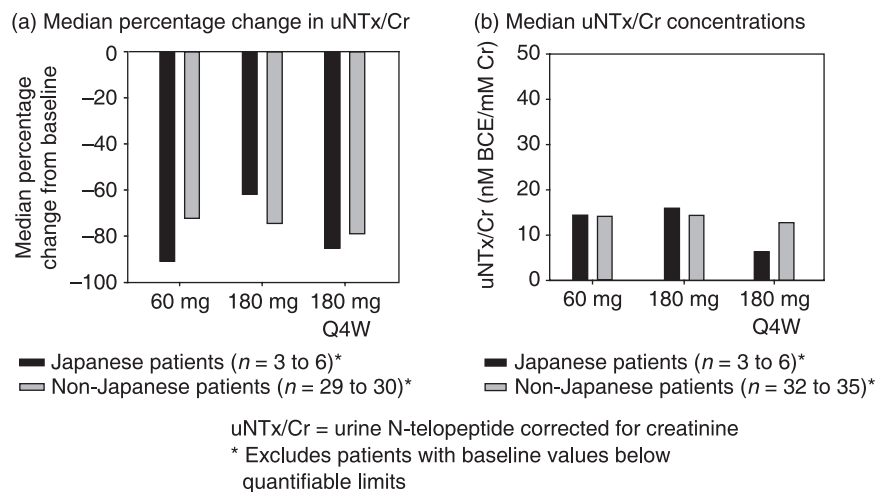 (a) Median percentage change in uNTx/Cr
Median percentage
change from baseline
0
−20
−40
−60
−80
−100
60 mg
180 mg
180 mg
Q4W
Japanese patients (n = 3 to 6)*
Non-Japanese patients (n = 29 to 30)*
(b) Median uNTx/Cr concentrations
uNTx/Cr (nM BCE/mM Cr)
50
40
30
20
10
0
60 mg
180 mg
180 mg
Q4W
Japanese patients (n = 3 to 6)*
Non-Japanese patients (n = 32 to 35)*
uNTx/Cr = urine N-telopeptide corrected for creatinine
* Excludes patients with baseline values below
quantifiable limits